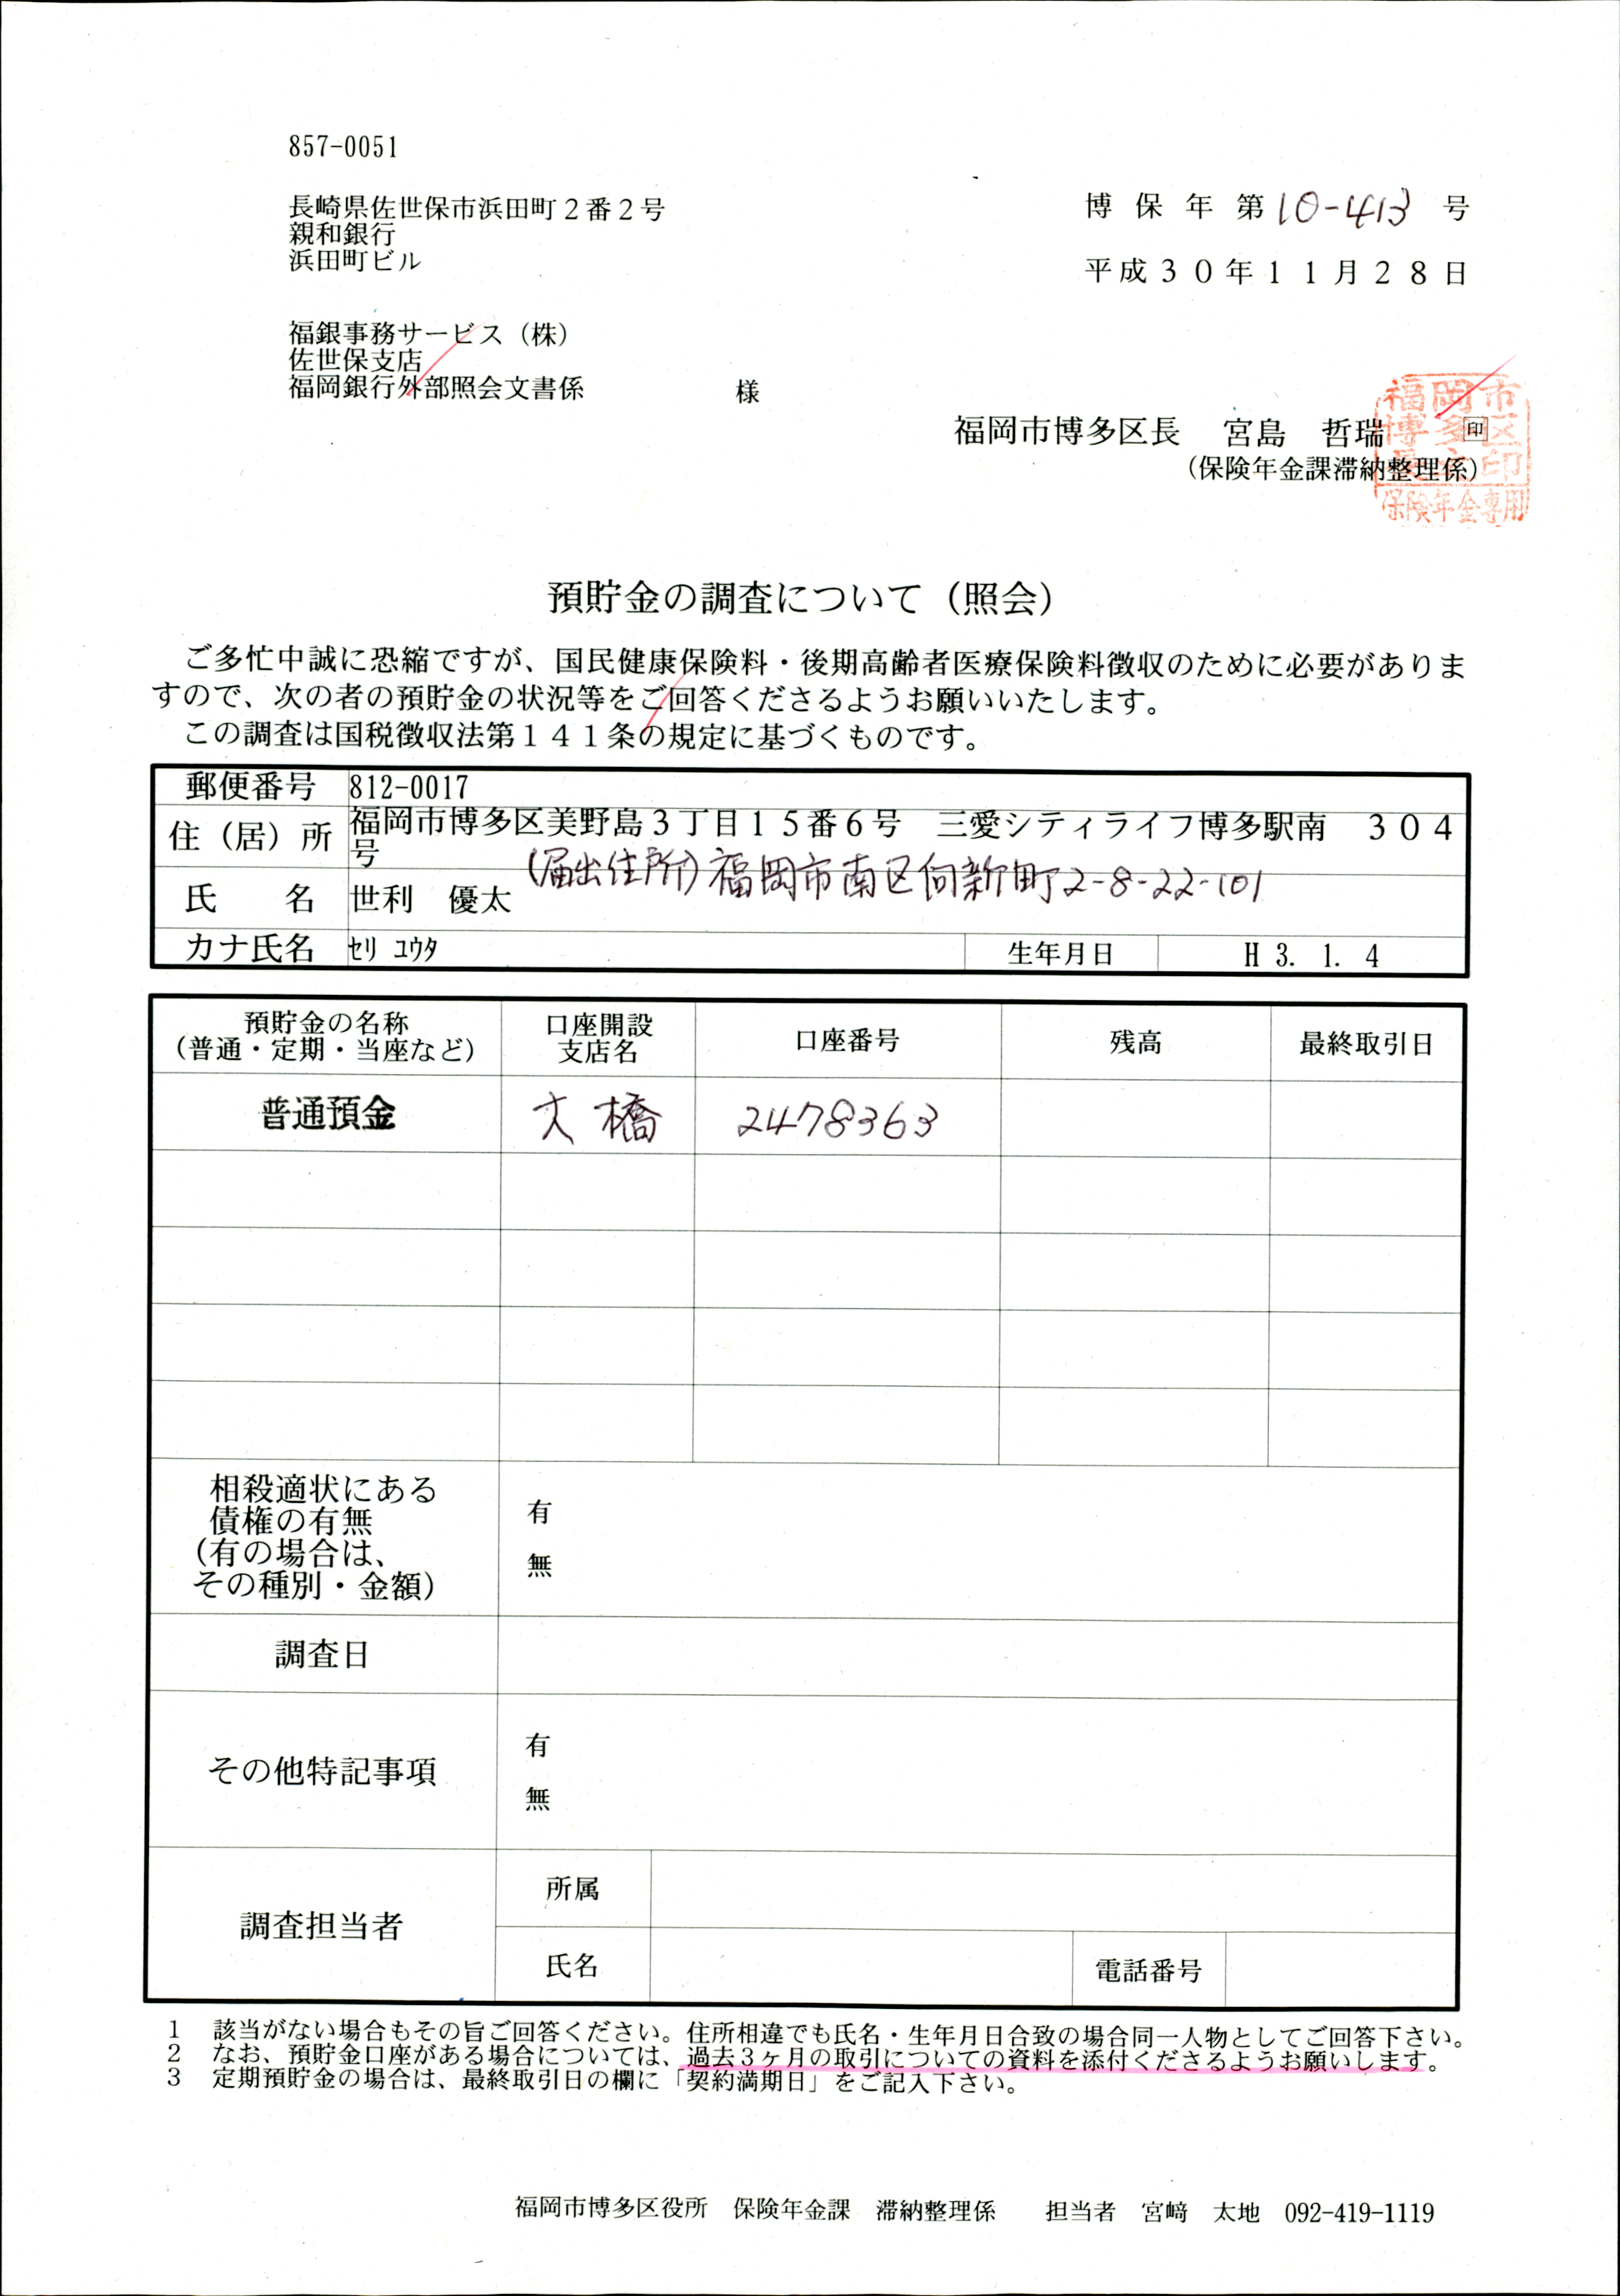 857-0051
長崎県佐世保市浜田町２番２号
親和銀行
浜田町ビル
博保年第10-413号
平成３０年１１月２８日
福銀事務サービス（株）
佐世保支店
福岡銀行外部照会文書係　様
福岡市博多区長　宮島　哲瑞　印
（保険年金課滞納整理係）
福岡市
博多区
長之印
保険年金専用
預貯金の調査について（照会）
ご多忙中誠に恐縮ですが、国民健康保険料・後期高齢者医療保険料徴収のために必要がありま
すので、次の者の預貯金の状況等をご回答くださるようお願いいたします。
この調査は国税徴収法第１４１条の規定に基づくものです。
郵便番号　812-0017
住（居）所　福岡市博多区美野島３丁目１５番６号　三愛シティライフ博多駅南　３０４
号
（届出住所）福岡市南区向新町2-8-22-101
氏　名　世利　優太
カナ氏名　ｾﾘ ﾕｳﾀ　生年月日　H 3. 1. 4
預貯金の名称
（普通・定期・当座など）
口座開設
支店名
口座番号　残高　最終取引日
普通預金　大橋　2478363
相殺適状にある
債権の有無
（有の場合は、
その種別・金額）
有
無
調査日
その他特記事項
有
無
調査担当者
所属
氏名　電話番号
1　該当がない場合もその旨ご回答ください。住所相違でも氏名・生年月日合致の場合同一人物としてご回答下さい。
2　なお、預貯金口座がある場合については、過去３ヶ月の取引についての資料を添付くださるようお願いします。
3　定期預貯金の場合は、最終取引日の欄に「契約満期日」をご記入下さい。
福岡市博多区役所　保険年金課　滞納整理係　担当者　宮﨑　太地　092-419-1119